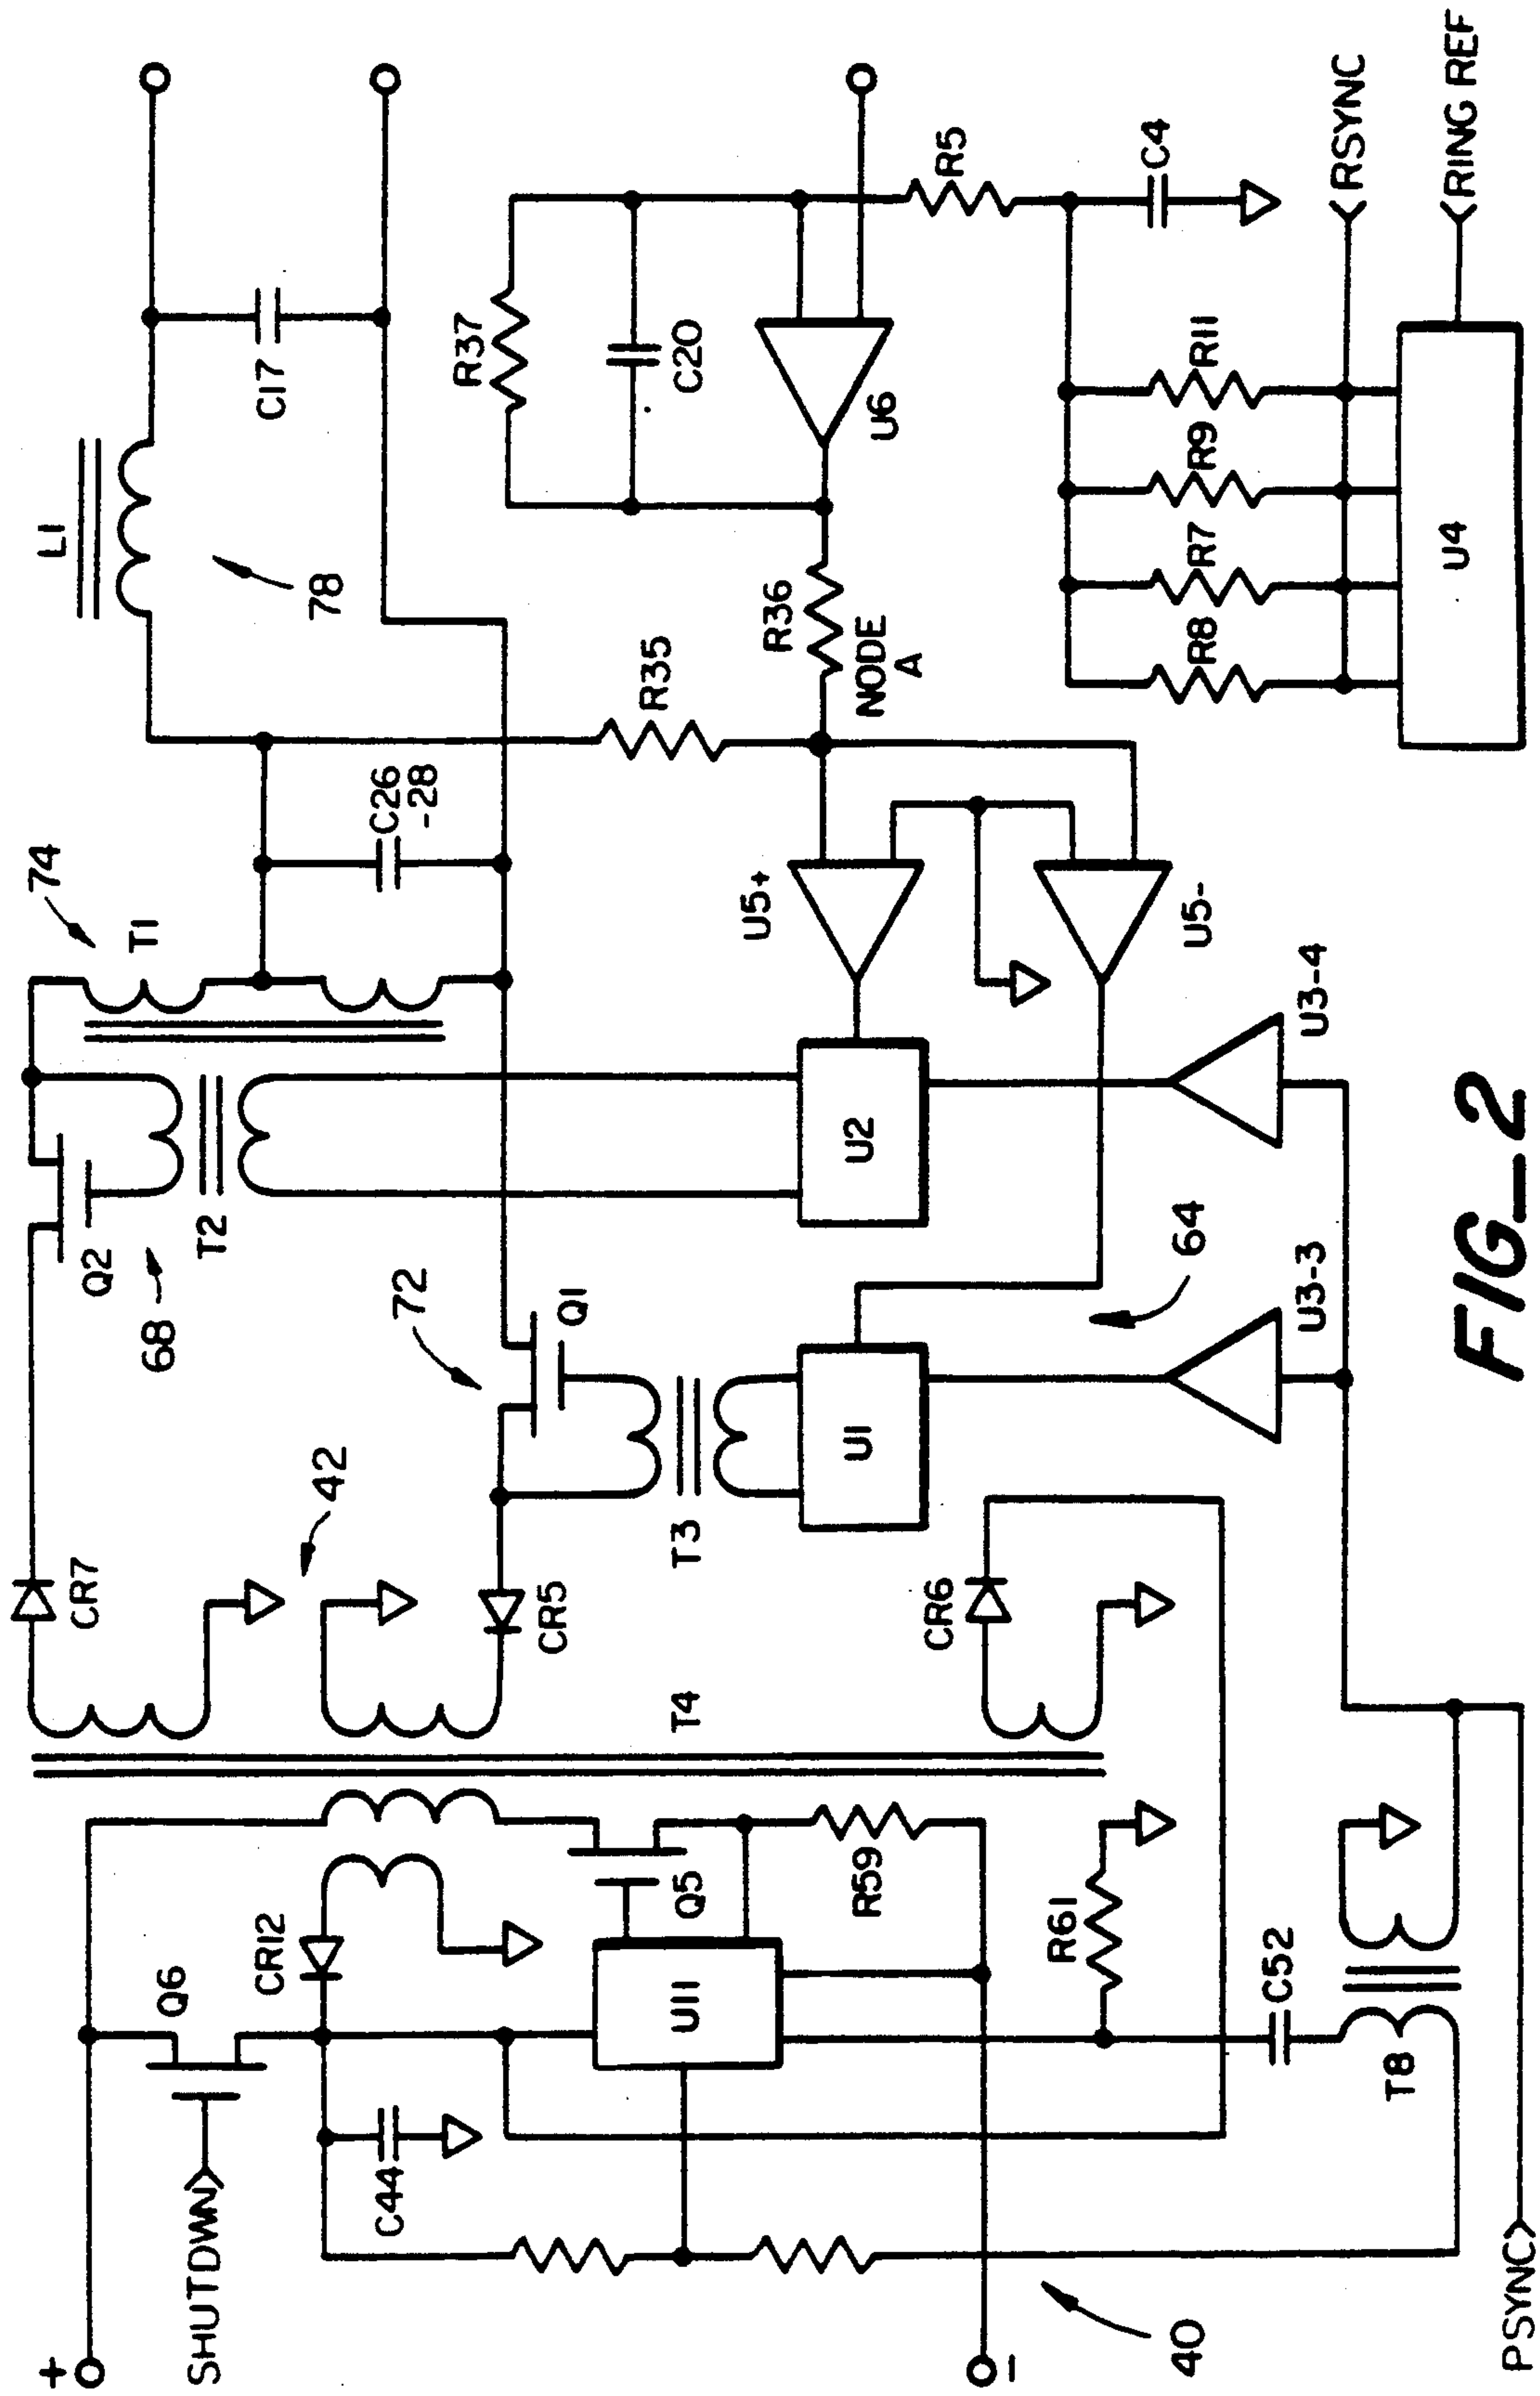 +
SHUTDWN
Q6
CR12
C44
U11
Q5
R59
R61
C52
T8
PSYNC
40
−
T4
CR7
42
CR5
CR6
Q2
68
T2
72
Q1
T3
U1
U2
64
U3-3
U3-4
74
T1
C26
-28
U5+
U5-
R35
L1
78
C17
R37
C20
U6
R36
NODE
A
R5
C4
R8
R7
R9
R11
U4
RSYNC
RING REF
FIG_2